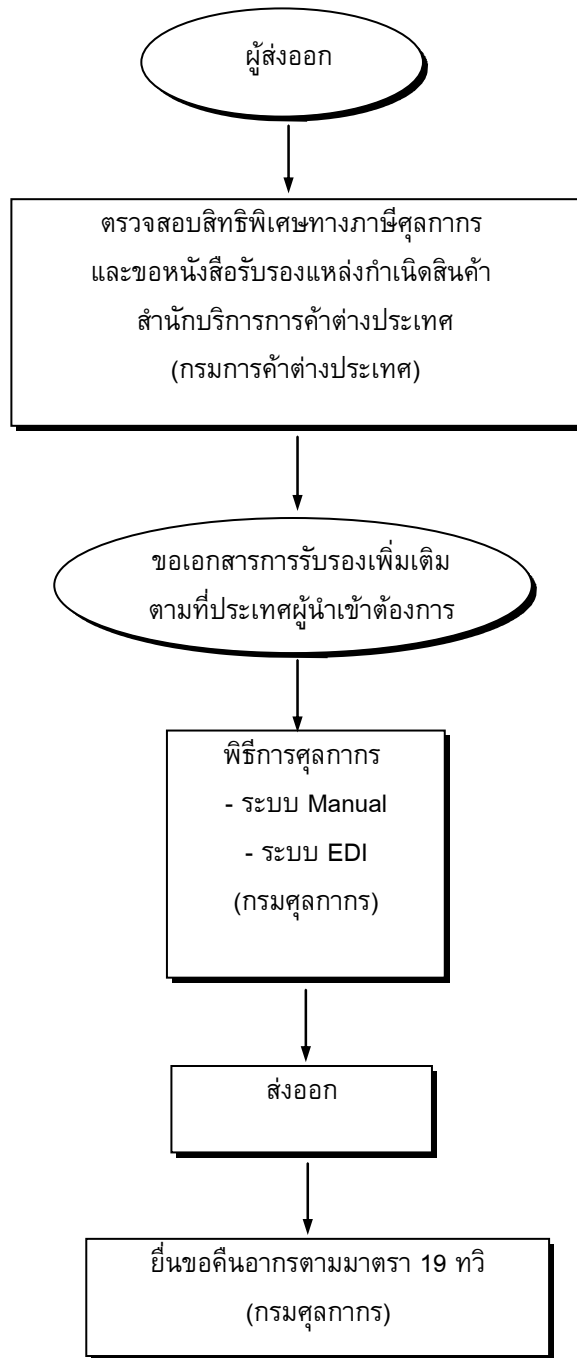 ผู้ส่งออก
ตรวจสอบสิทธิพิเศษทางภาษีศุลกากร
และขอหนังสือรับรองแหล่งกำเนิดสินค้า
สำนักบริการการค้าต่างประเทศ
(กรมการค้าต่างประเทศ)
ขอเอกสารการรับรองเพิ่มเติม
ตามที่ประเทศผู้นำเข้าต้องการ
พิธีการศุลกากร
- ระบบ Manual
- ระบบ EDI
(กรมศุลกากร)
ส่งออก
ยื่นขอคืนอากรตามมาตรา 19 ทวิ
(กรมศุลกากร)